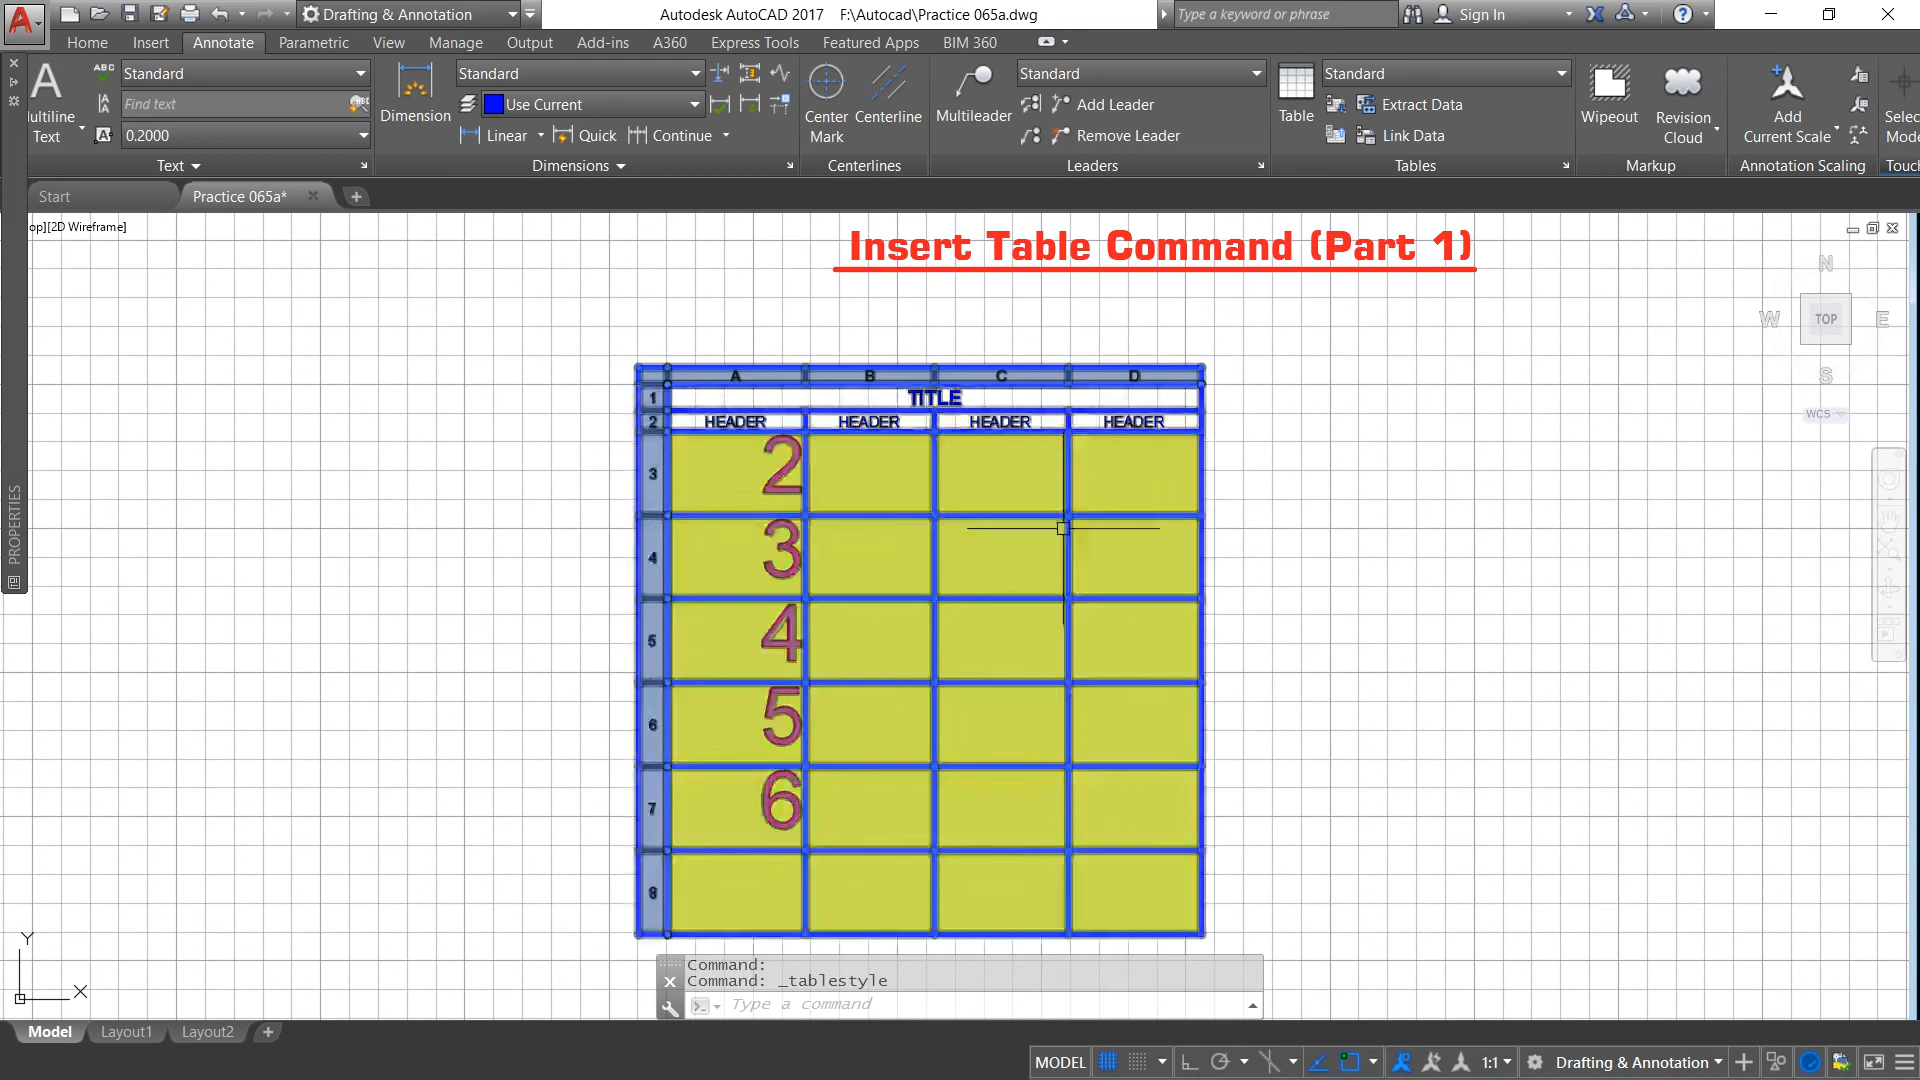 Drafting & Annotation
Autodesk AutoCAD 2017 F:\Autocad\Practice 065a.dwg
Type a keyword or phrase
Sign In
Home Insert Annotate Parametric View Manage Output Add-ins A360 Express Tools Featured Apps BIM 360
ultiline
Text
Standard
Find text
0.2000
Text
Dimension
Standard
Use Current
Linear Quick Continue
Dimensions
Center
Mark
Centerline
Centerlines
Multileader
Standard
Add Leader
Remove Leader
Leaders
Table
Standard
Extract Data
Link Data
Tables
Wipeout
Revision
Cloud
Markup
Add
Current Scale
Annotation Scaling
Selec
Mode
Touch
Start
Practice 065a*
op][2D Wireframe]
Insert Table Command (Part 1)
N
W TOP E
S
WCS
PROPERTIES
A B C D
1 TITLE
2 HEADER HEADER HEADER HEADER
3 2
4 3
5 4
6 5
7 6
8
Y
X
Command:
Command: _tablestyle
Type a command
Model Layout1 Layout2
MODEL
1:1
Drafting & Annotation